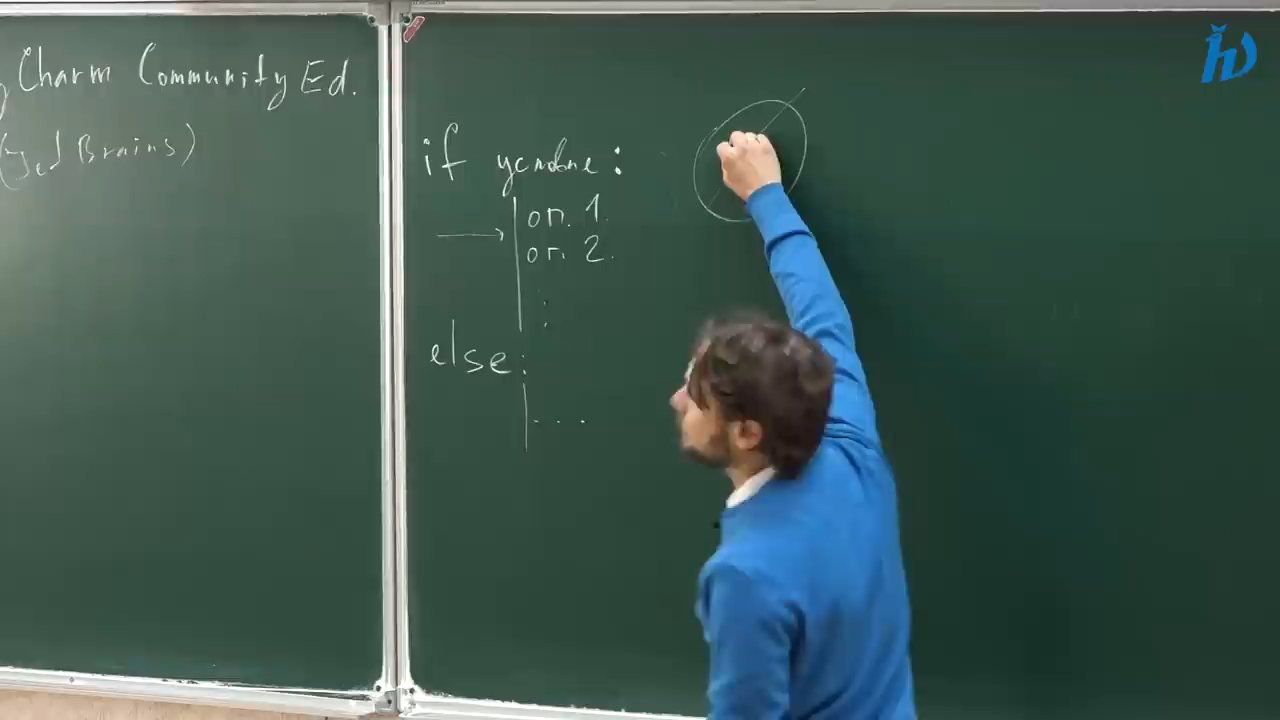 Charm Community Ed.
Brains)
if условие :
оп. 1.
оп. 2.
⋮
else:
. . .